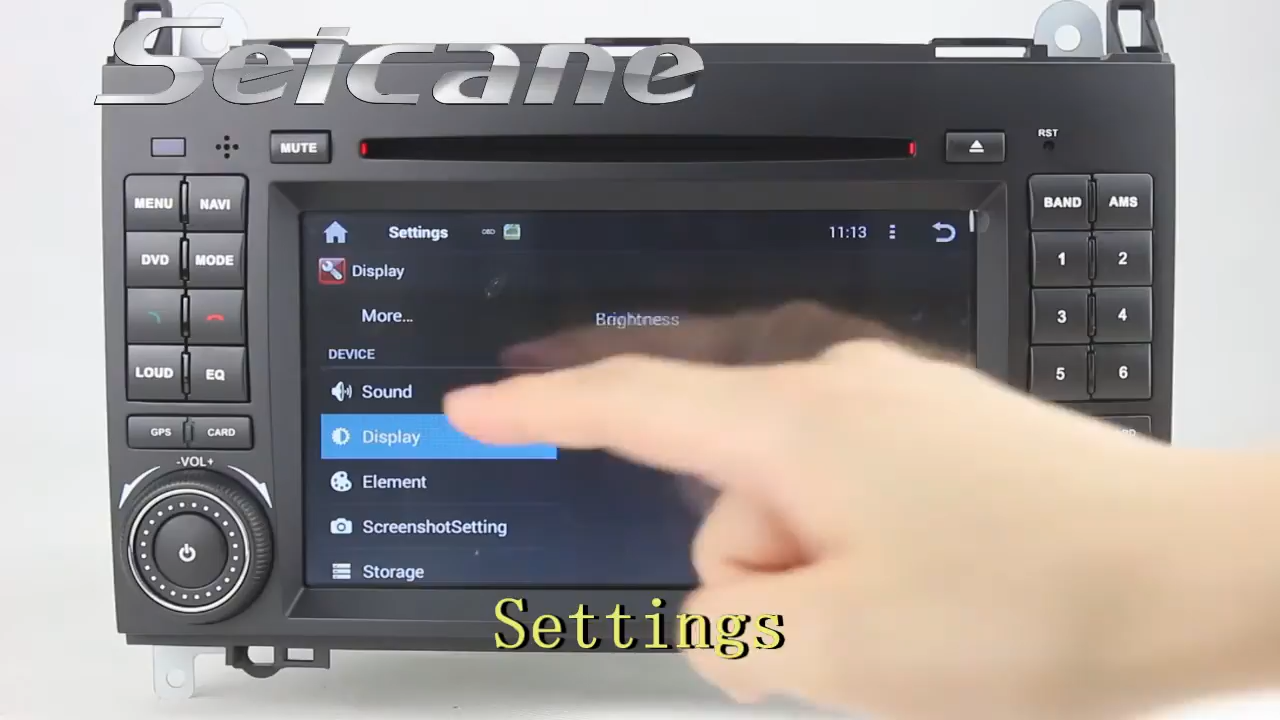 Seicane
RST
MUTE
MENU NAVI
BAND AMS
Settings OBD 11:13
DVD MODE
1 2
Display
More...
3 4
DEVICE
LOUD EQ
5 6
Sound
GPS CARD
Display
-VOL+
Element
ScreenshotSetting
Storage
Settings